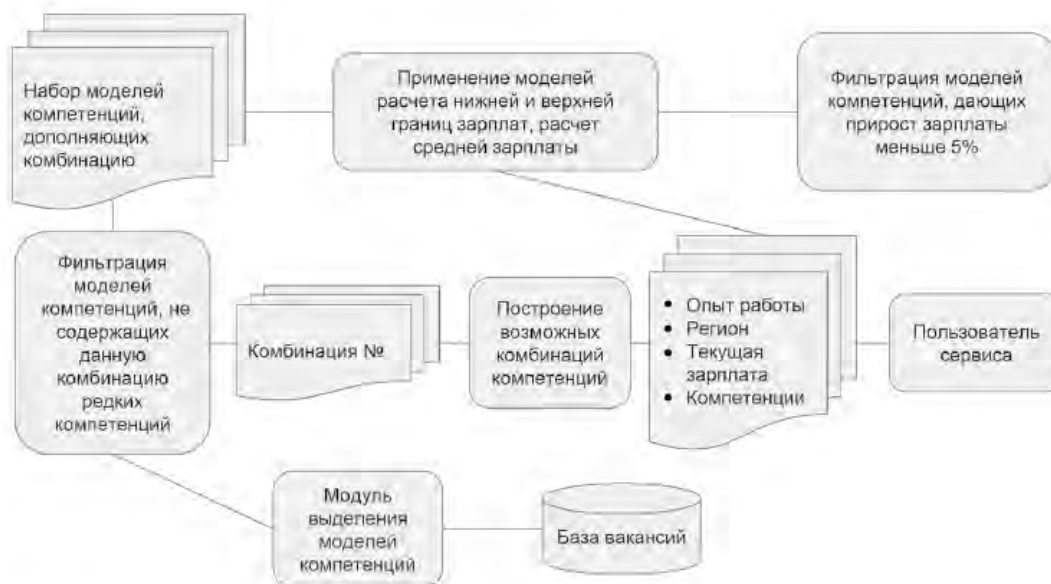 Набор моделей
компетенций,
дополняющих
комбинацию
Применение моделей
расчета нижней и верхней
границ зарплат, расчет
средней зарплаты
Фильтрация моделей
компетенций, дающих
прирост зарплаты
меньше 5%
Фильтрация
моделей
компетенций, не
содержащих
данную
комбинацию
редких
компетенций
Комбинация №
Построение
возможных
комбинаций
компетенций
• Опыт работы
• Регион
• Текущая
зарплата
• Компетенции
Пользователь
сервиса
Модуль
выделения
моделей
компетенций
База вакансий